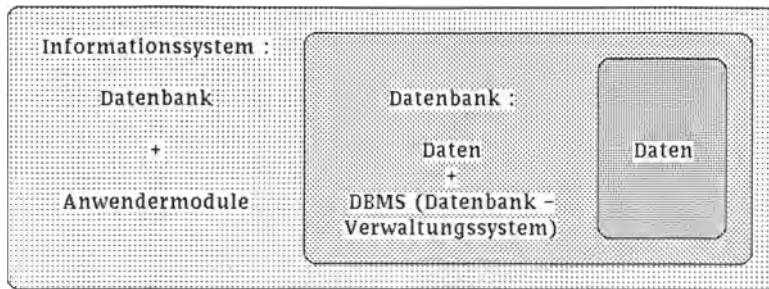 Informationssystem :
Datenbank
+
Anwendermodule
Datenbank :
Daten
+
DBMS (Datenbank -
Verwaltungssystem)
Daten